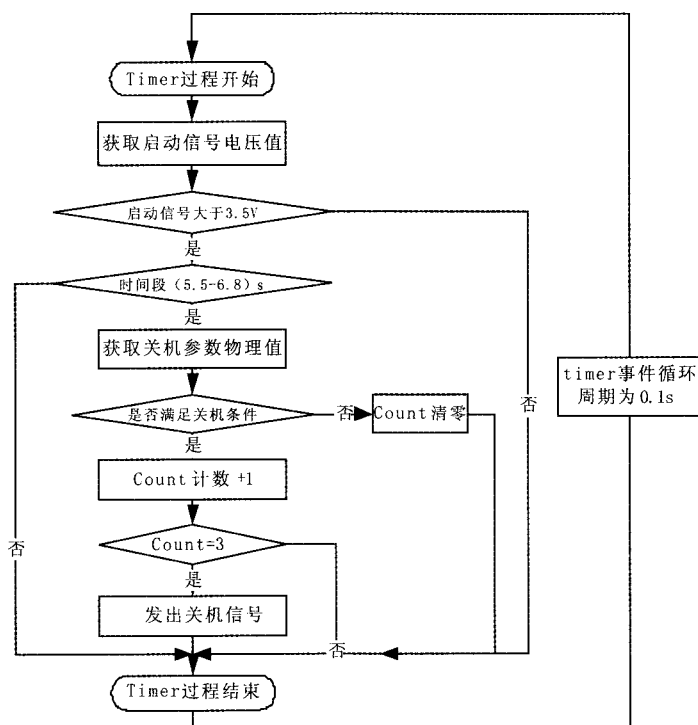 Timer过程开始
获取启动信号电压值
启动信号大于3.5V
是
时间段（5.5-6.8）s
是
获取关机参数物理值
timer事件循环
周期为0.1s
是否满足关机条件
否
Count清零
否
Count计数 +1
Count=3
否
是
发出关机信号
否
Timer过程结束